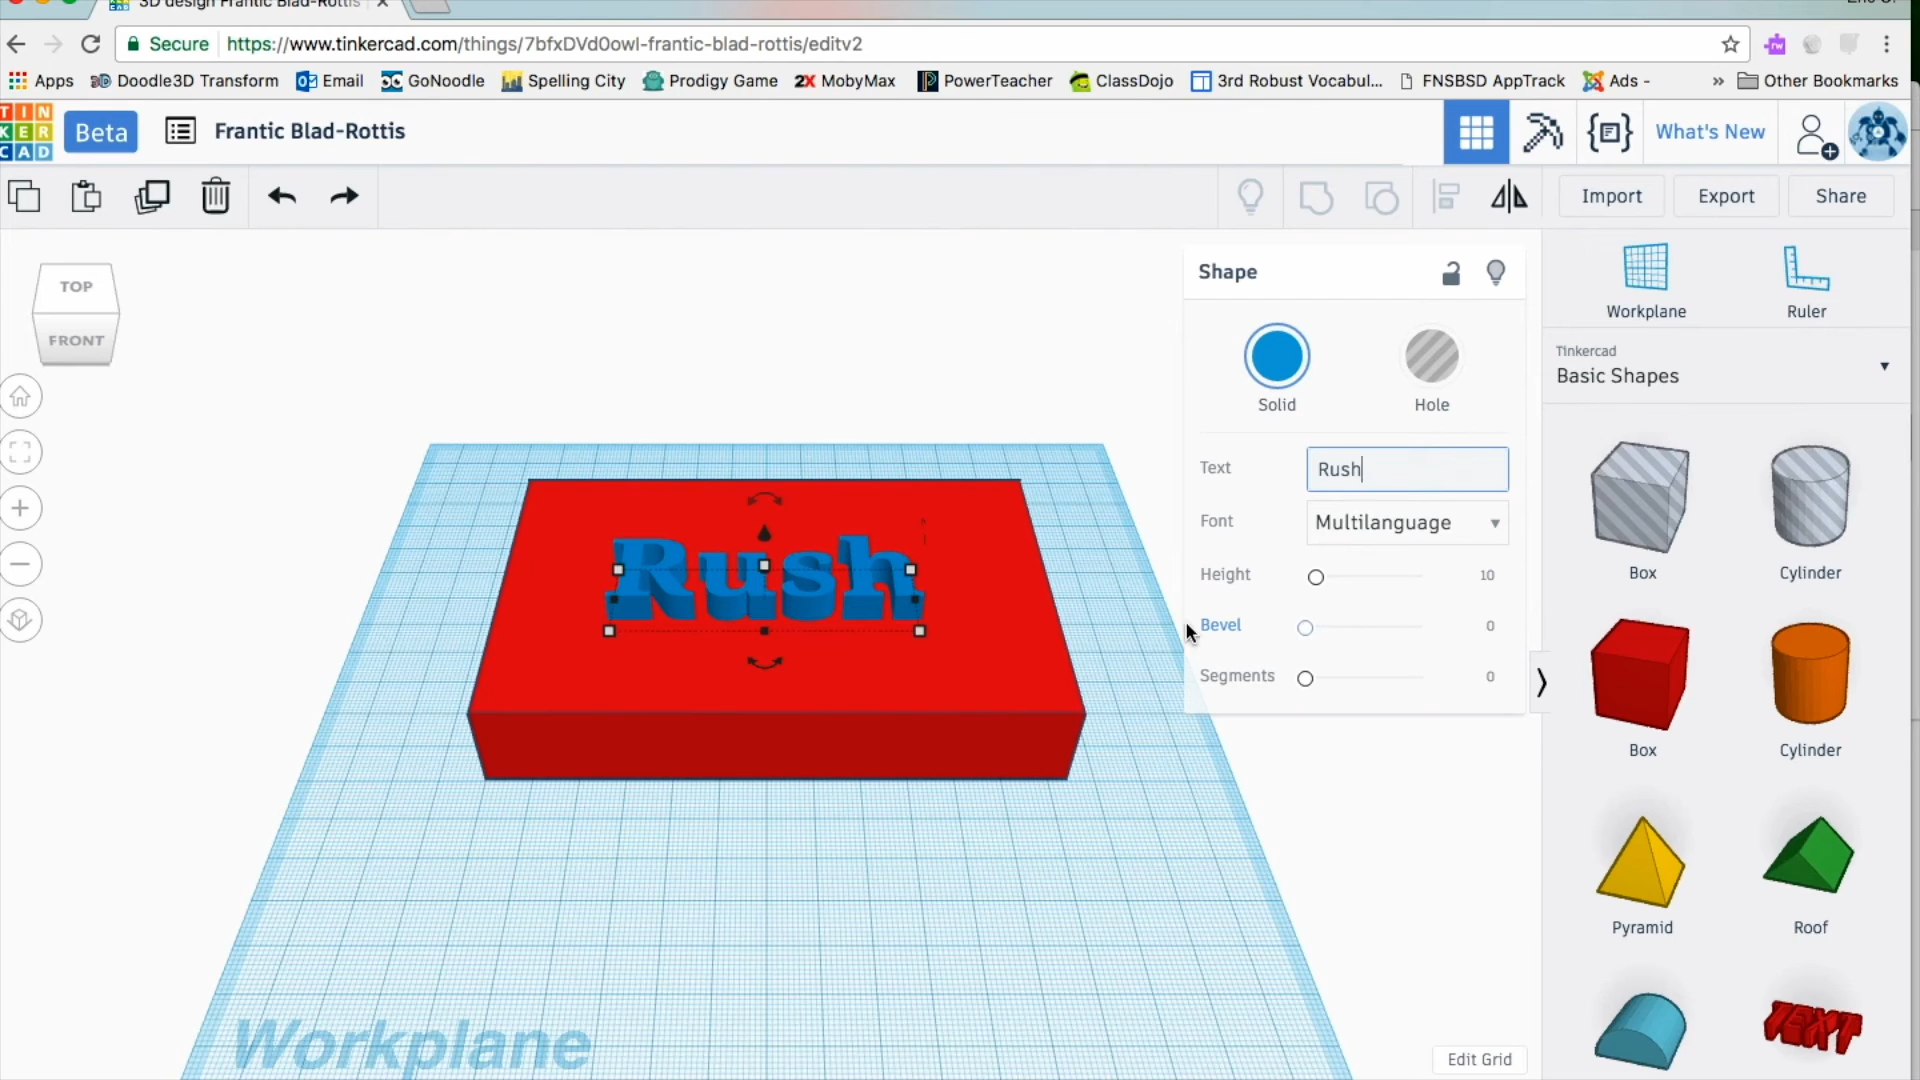 3D design Frantic Blad-Rottis
Secure https://www.tinkercad.com/things/7bfxDVd0owl-frantic-blad-rottis/editv2
Apps Doodle3D Transform Email GoNoodle Spelling City Prodigy Game 2X MobyMax PowerTeacher ClassDojo 3rd Robust Vocabul... FNSBSD AppTrack Ads - » Other Bookmarks
TIN
KER
CAD
Beta Frantic Blad-Rottis What's New
Import Export Share
TOP
FRONT
Shape
Solid Hole
Text Rush
Font Multilanguage
Height 10
Bevel 0
Segments 0
Workplane Ruler
Tinkercad
Basic Shapes
Box Cylinder
Box Cylinder
Pyramid Roof
TEXT
Rush
Workplane
Edit Grid